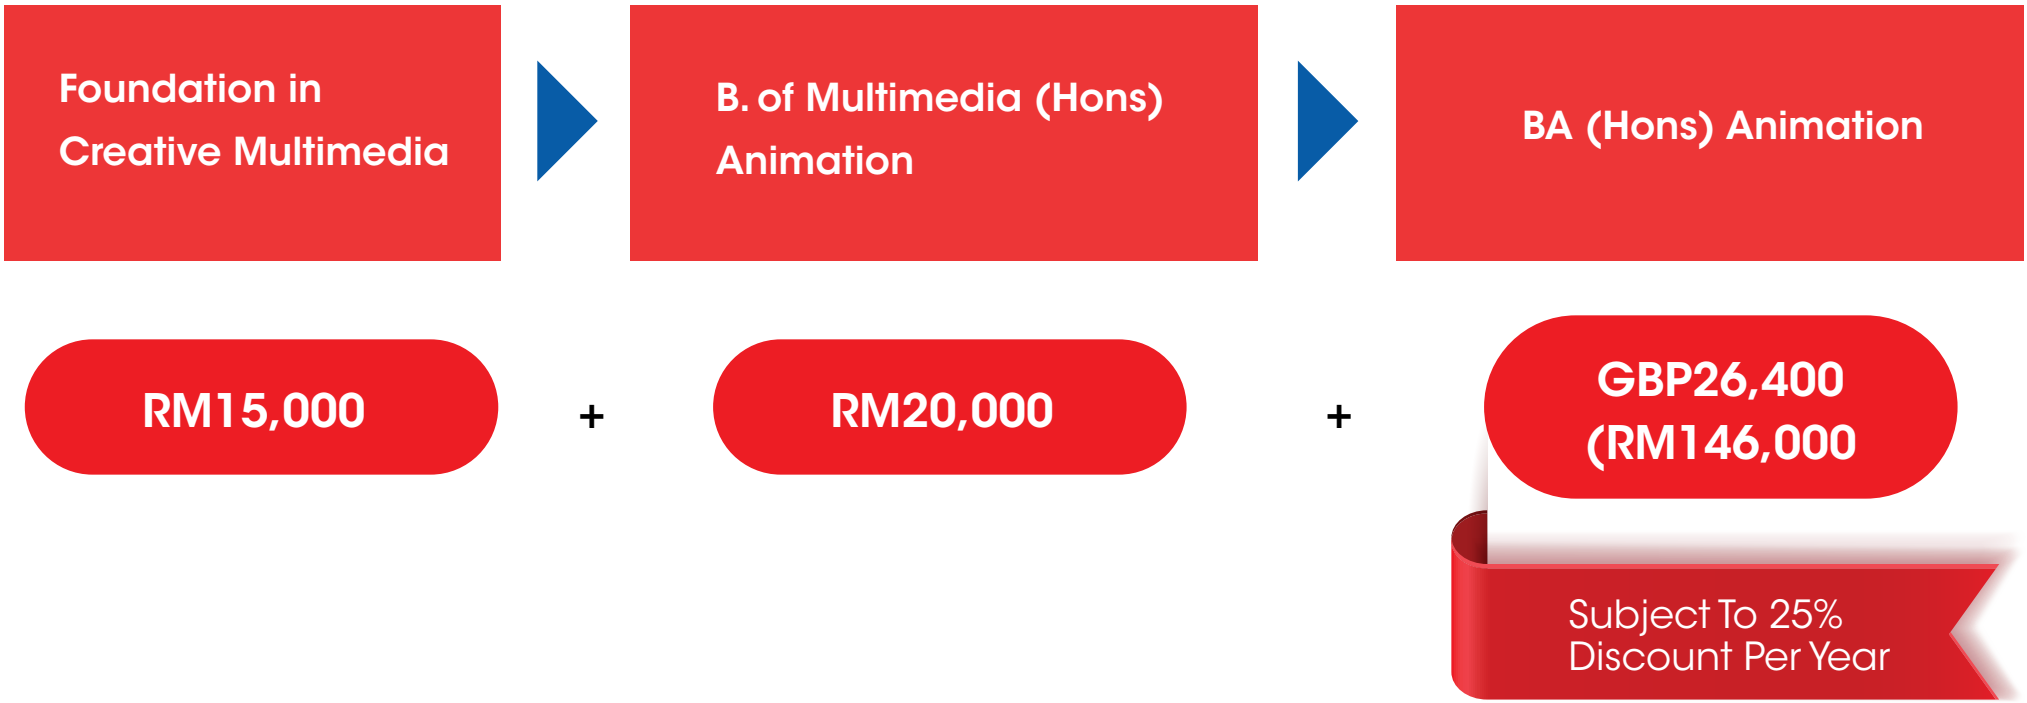 Foundation in
Creative Multimedia
B. of Multimedia (Hons)
Animation
BA (Hons) Animation
RM15,000
+
RM20,000
+
GBP26,400
(RM146,000
Subject To 25%
Discount Per Year